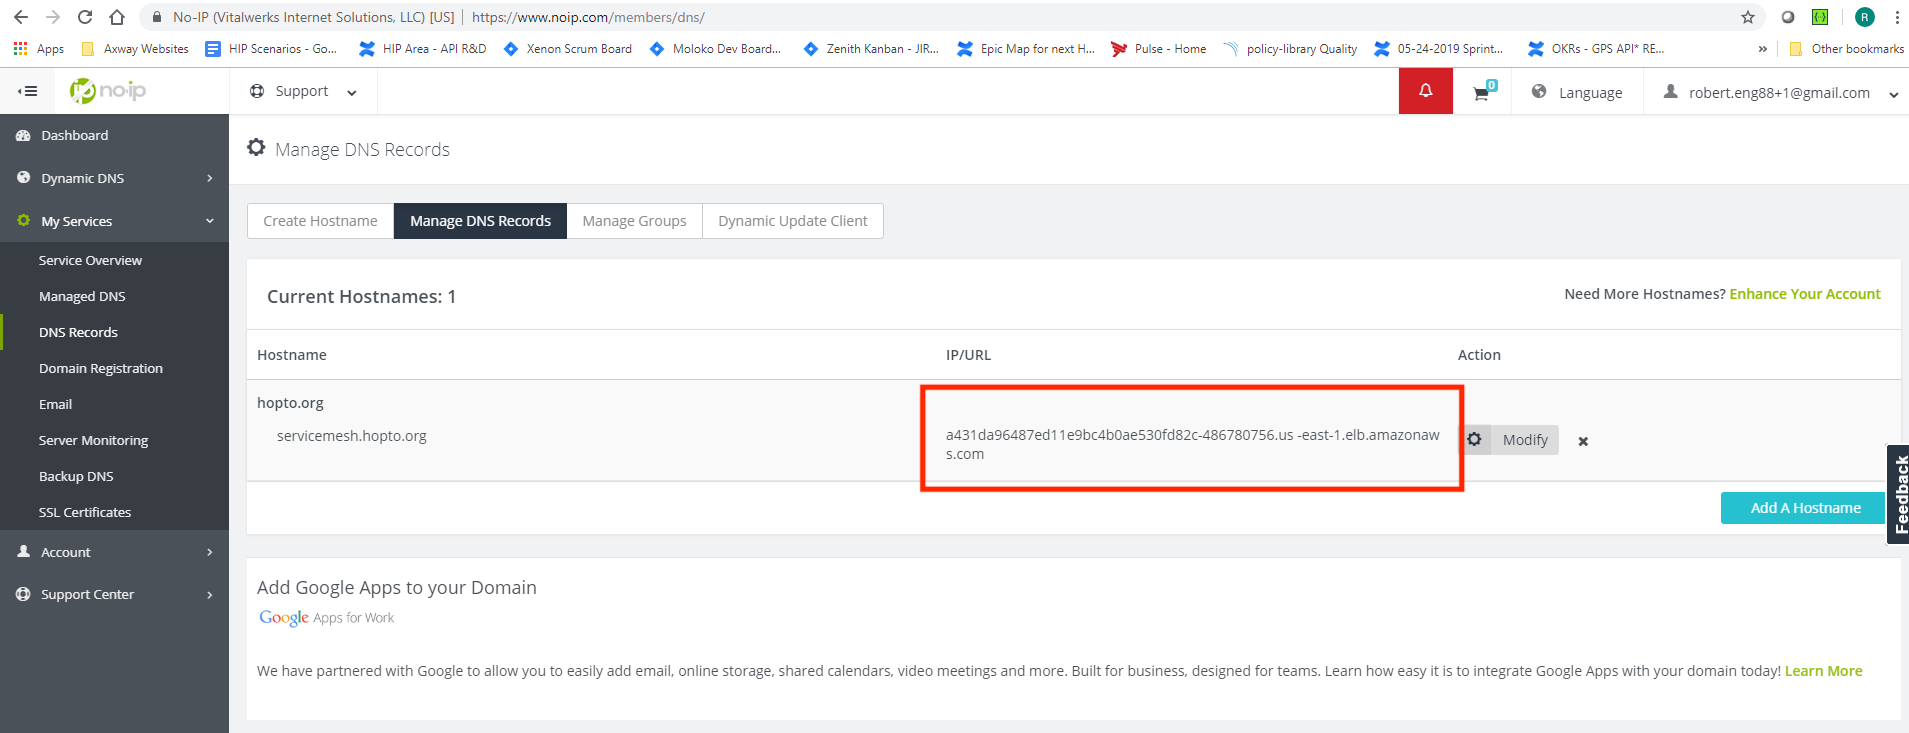 No-IP (Vitalwerks Internet Solutions, LLC) [US] | https://www.noip.com/members/dns/
R
Apps Axway Websites HIP Scenarios - Go... HIP Area - API R&D Xenon Scrum Board Moloko Dev Board... Zenith Kanban - JIR... Epic Map for next H... Pulse - Home policy-library Quality 05-24-2019 Sprint... OKRs - GPS API* RE... » Other bookmarks
no-ip Support 0 Language robert.eng88+1@gmail.com
Dashboard
Dynamic DNS
My Services
Service Overview
Managed DNS
DNS Records
Domain Registration
Email
Server Monitoring
Backup DNS
SSL Certificates
Account
Support Center
Manage DNS Records
Create Hostname Manage DNS Records Manage Groups Dynamic Update Client
Current Hostnames: 1 Need More Hostnames? Enhance Your Account
Hostname IP/URL Action
hopto.org
servicemesh.hopto.org a431da96487ed11e9bc4b0ae530fd82c-486780756.us -east-1.elb.amazonaw
s.com
Modify
Add A Hostname
Feedback
Add Google Apps to your Domain
Google Apps for Work
We have partnered with Google to allow you to easily add email, online storage, shared calendars, video meetings and more. Built for business, designed for teams. Learn how easy it is to integrate Google Apps with your domain today! Learn More